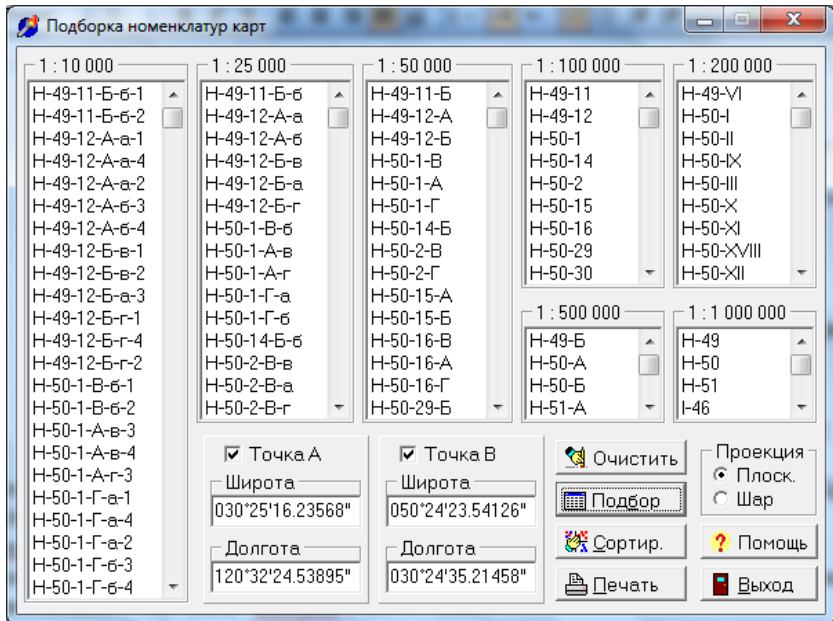 Подборка номенклатур карт
1 : 10 000
Н-49-11-Б-б-1
Н-49-11-Б-б-2
Н-49-12-А-а-1
Н-49-12-А-а-4
Н-49-12-А-а-2
Н-49-12-А-б-3
Н-49-12-А-б-4
Н-49-12-Б-в-1
Н-49-12-Б-в-2
Н-49-12-Б-а-3
Н-49-12-Б-г-1
Н-49-12-Б-г-4
Н-49-12-Б-г-2
Н-50-1-В-б-1
Н-50-1-В-б-2
Н-50-1-А-в-3
Н-50-1-А-в-4
Н-50-1-А-г-3
Н-50-1-Г-а-1
Н-50-1-Г-а-4
Н-50-1-Г-а-2
Н-50-1-Г-б-3
Н-50-1-Г-б-4
1 : 25 000
Н-49-11-Б-б
Н-49-12-А-а
Н-49-12-А-б
Н-49-12-Б-в
Н-49-12-Б-а
Н-49-12-Б-г
Н-50-1-В-б
Н-50-1-А-в
Н-50-1-А-г
Н-50-1-Г-а
Н-50-1-Г-б
Н-50-14-Б-б
Н-50-2-В-в
Н-50-2-В-а
Н-50-2-В-г
1 : 50 000
Н-49-11-Б
Н-49-12-А
Н-49-12-Б
Н-50-1-В
Н-50-1-А
Н-50-1-Г
Н-50-14-Б
Н-50-2-В
Н-50-2-Г
Н-50-15-А
Н-50-15-Б
Н-50-16-В
Н-50-16-А
Н-50-16-Г
Н-50-29-Б
1 : 100 000
Н-49-11
Н-49-12
Н-50-1
Н-50-14
Н-50-2
Н-50-15
Н-50-16
Н-50-29
Н-50-30
1 : 200 000
Н-49-VI
Н-50-I
Н-50-II
Н-50-IX
Н-50-III
Н-50-X
Н-50-XI
Н-50-XVIII
Н-50-XII
1 : 500 000
Н-49-Б
Н-50-А
Н-50-Б
Н-51-А
1 : 1 000 000
Н-49
Н-50
Н-51
I-46
Точка А
Широта
030°25'16.23568"
Долгота
120°32'24.53895"
Точка В
Широта
050°24'23.54126"
Долгота
030°24'35.21458"
Очистить
Подбор
Сортир.
Печать
Проекция
Плоск.
Шар
Помощь
Выход